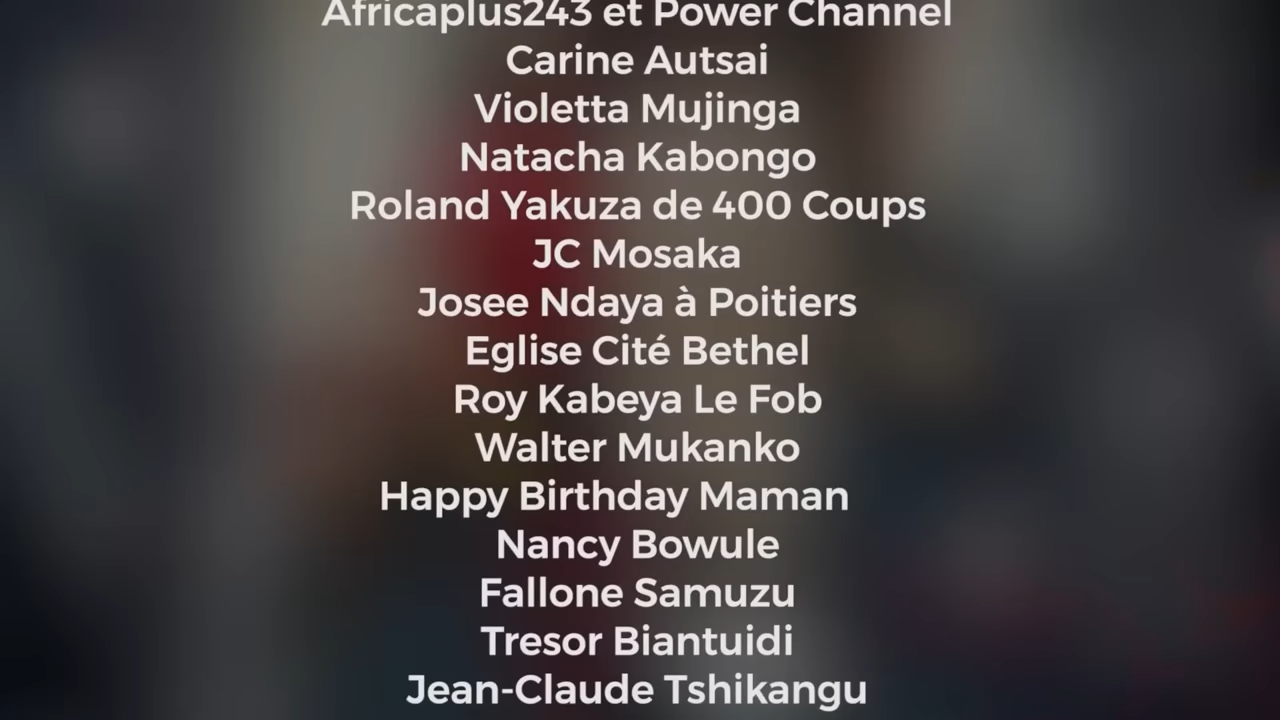 Africaplus243 et Power Channel
Carine Autsai
Violetta Mujinga
Natacha Kabongo
Roland Yakuza de 400 Coups
JC Mosaka
Josee Ndaya à Poitiers
Eglise Cité Bethel
Roy Kabeya Le Fob
Walter Mukanko
Happy Birthday Maman
Nancy Bowule
Fallone Samuzu
Tresor Biantuidi
Jean-Claude Tshikangu